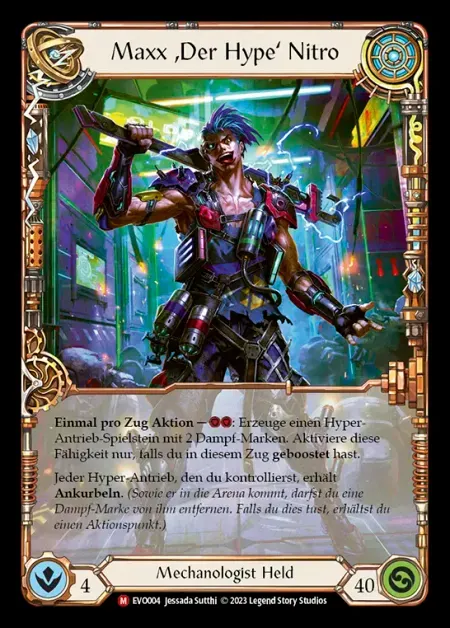 Maxx ‚Der Hype‘ Nitro
Einmal pro Zug Aktion — : Erzeuge einen Hyper-
Antrieb-Spielstein mit 2 Dampf-Marken. Aktiviere diese
Fähigkeit nur, falls du in diesem Zug geboostet hast.
Jeder Hyper-Antrieb, den du kontrollierst, erhält
Ankurbeln. (Sowie er in die Arena kommt, darfst du eine
Dampf-Marke von ihm entfernen. Falls du dies tust, erhältst du
einen Aktionspunkt.)
4
Mechanologist Held
40
M EVO004 Jessada Sutthi © 2023 Legend Story Studios